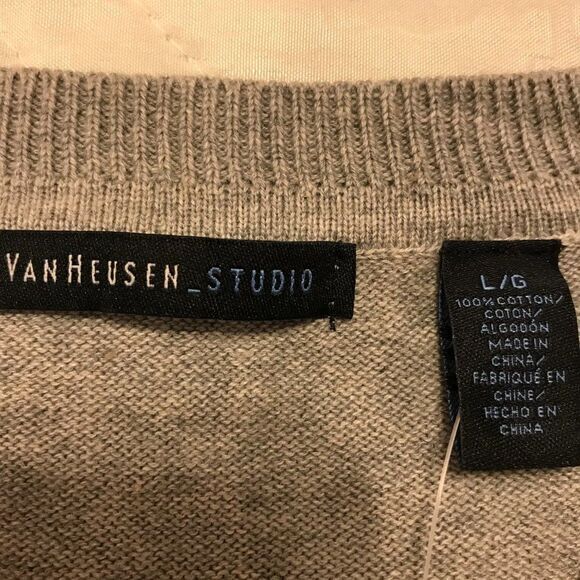 VANHEUSEN_STUDIO
L/G
100% COTTON/
COTON/
ALGODÓN
MADE IN
CHINA/
FABRIQUÉ EN
CHINE/
HECHO EN
CHINA